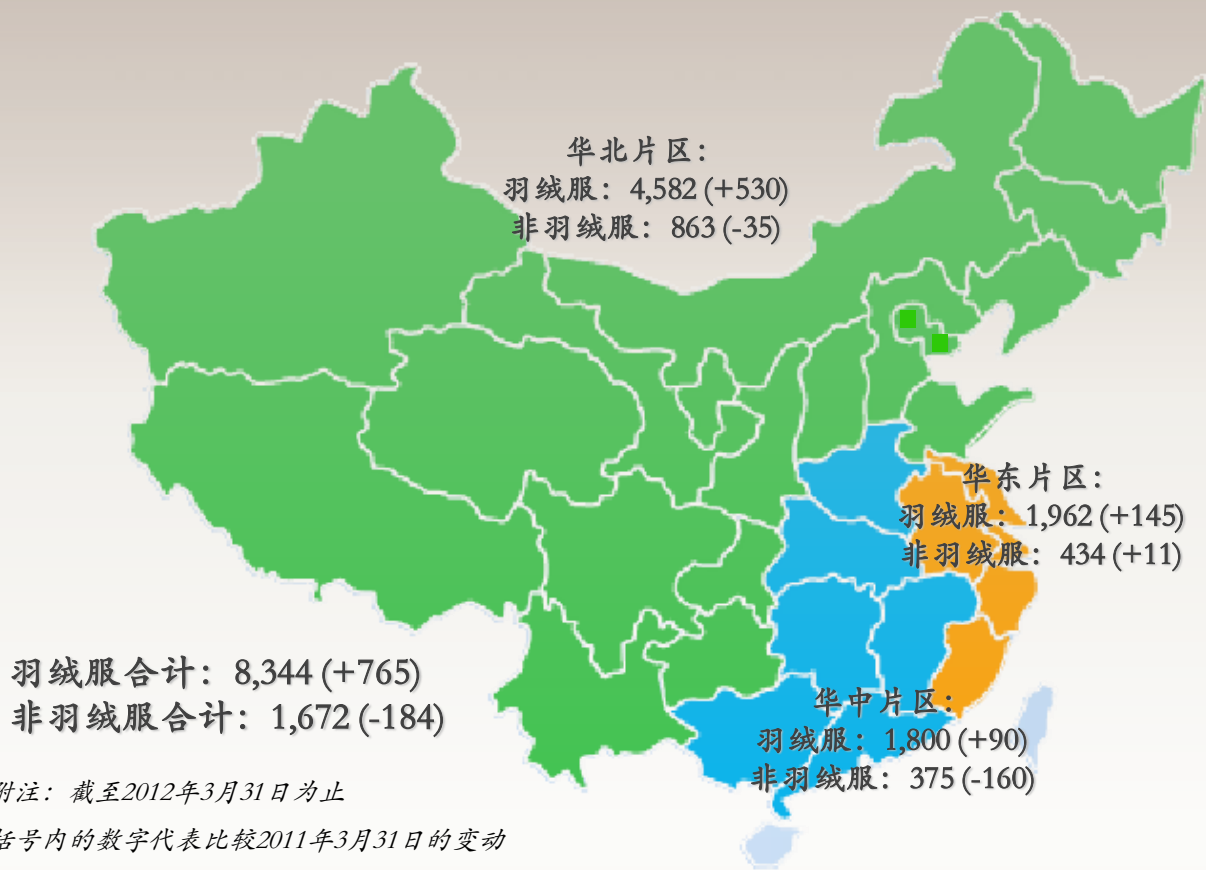 华北片区：
羽绒服：4,582 (+530)
非羽绒服：863 (-35)
华东片区：
羽绒服：1,962 (+145)
非羽绒服：434 (+11)
华中片区：
羽绒服：1,800 (+90)
非羽绒服：375 (-160)
羽绒服合计：8,344 (+765)
非羽绒服合计：1,672 (-184)
附注：截至2012年3月31日为止
括号内的数字代表比较2011年3月31日的变动